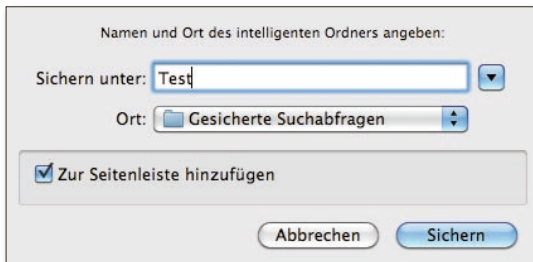 Namen und Ort des intelligenten Ordners angeben:
Sichern unter: Test
Ort: Gesicherte Suchabfragen
Zur Seitenleiste hinzufügen
Abbrechen Sichern